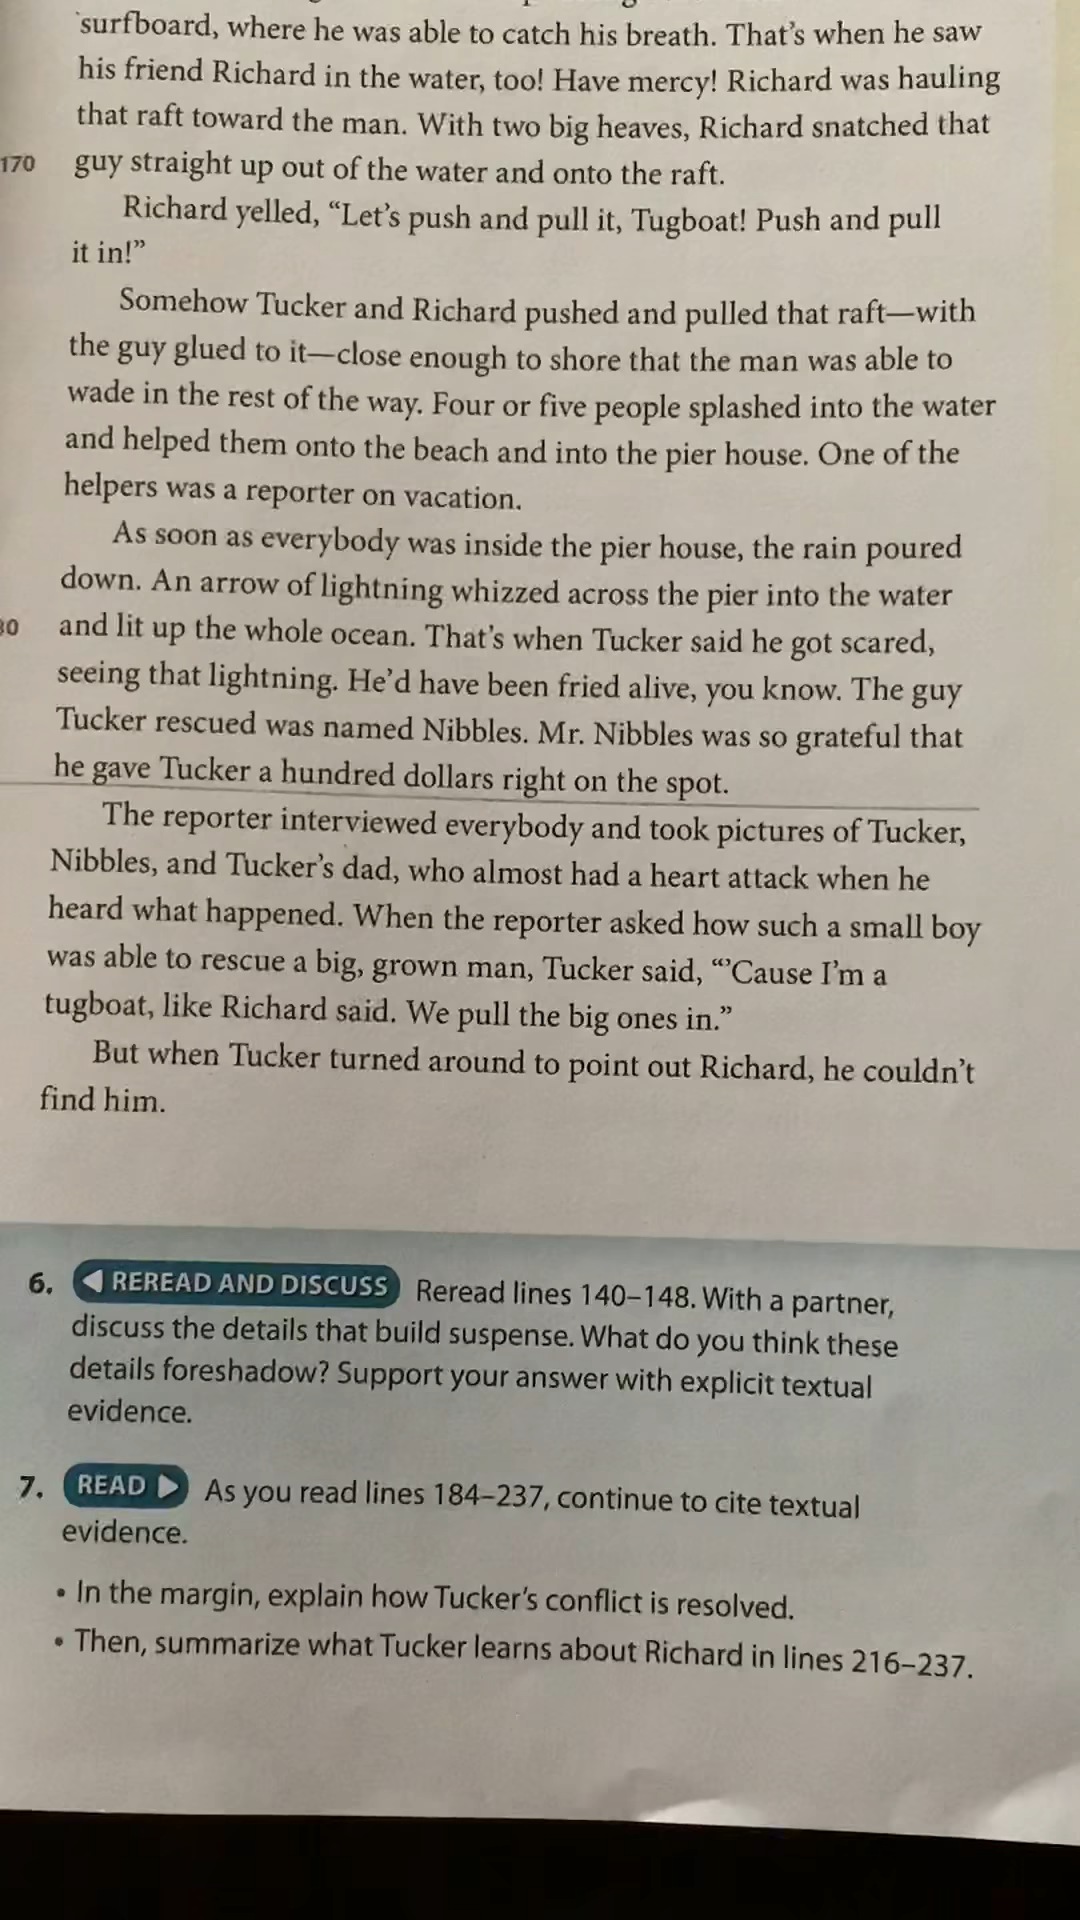 surfboard, where he was able to catch his breath. That's when he saw
his friend Richard in the water, too! Have mercy! Richard was hauling
that raft toward the man. With two big heaves, Richard snatched that
170 guy straight up out of the water and onto the raft.
Richard yelled, “Let's push and pull it, Tugboat! Push and pull
it in!”
Somehow Tucker and Richard pushed and pulled that raft—with
the guy glued to it—close enough to shore that the man was able to
wade in the rest of the way. Four or five people splashed into the water
and helped them onto the beach and into the pier house. One of the
helpers was a reporter on vacation.
As soon as everybody was inside the pier house, the rain poured
down. An arrow of lightning whizzed across the pier into the water
80 and lit up the whole ocean. That's when Tucker said he got scared,
seeing that lightning. He'd have been fried alive, you know. The guy
Tucker rescued was named Nibbles. Mr. Nibbles was so grateful that
he gave Tucker a hundred dollars right on the spot.
The reporter interviewed everybody and took pictures of Tucker,
Nibbles, and Tucker's dad, who almost had a heart attack when he
heard what happened. When the reporter asked how such a small boy
was able to rescue a big, grown man, Tucker said, “’Cause I'm a
tugboat, like Richard said. We pull the big ones in.”
But when Tucker turned around to point out Richard, he couldn't
find him.
6. ◀ REREAD AND DISCUSS Reread lines 140–148. With a partner,
discuss the details that build suspense. What do you think these
details foreshadow? Support your answer with explicit textual
evidence.
7. READ ▶ As you read lines 184–237, continue to cite textual
evidence.
• In the margin, explain how Tucker's conflict is resolved.
• Then, summarize what Tucker learns about Richard in lines 216–237.